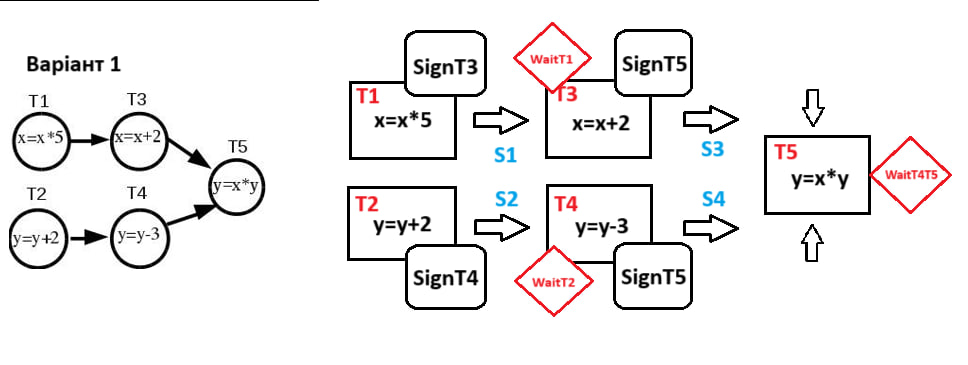 Варіант 1
T1
T3
x=x*5
x=x+2
T5
y=x*y
T2
T4
y=y+2
y=y-3
SignT3
WaitT1
SignT5
T1
x=x*5
T3
x=x+2
S1
S3
T5
y=x*y
WaitT4T5
T2
y=y+2
S2
T4
y=y-3
S4
SignT4
WaitT2
SignT5